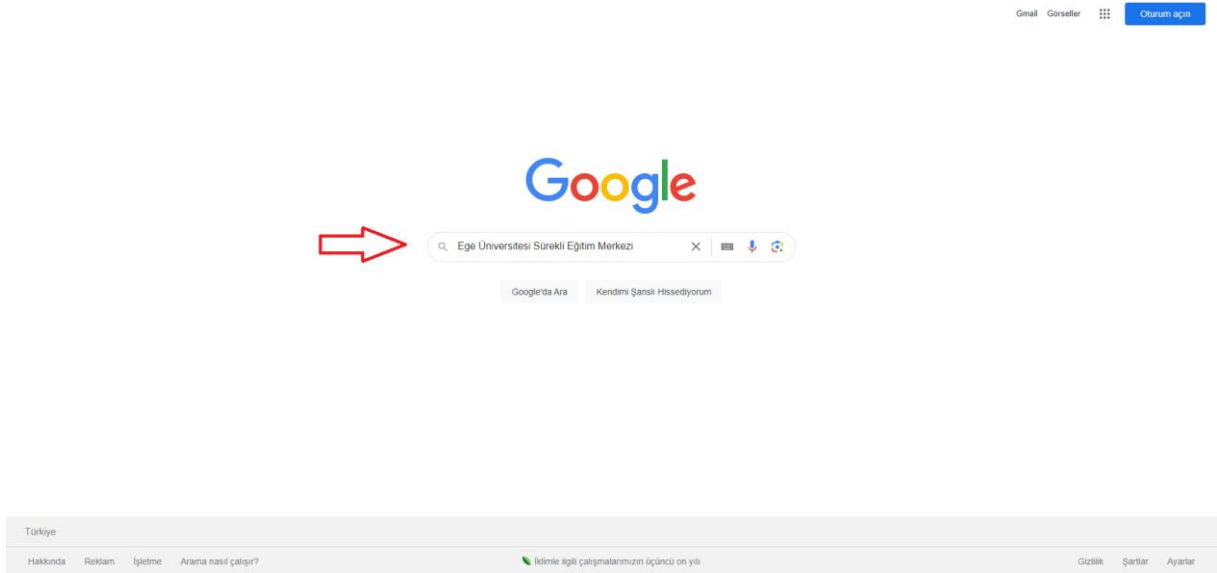 Gmail Görseller Oturum açın
Google
Ege Üniversitesi Sürekli Eğitim Merkezi
Google'da Ara Kendimi Şanslı Hissediyorum
Türkiye
Hakkında Reklam İşletme Arama nasıl çalışır? İklimle ilgili çalışmalarımızın üçüncü on yılı Gizlilik Şartlar Ayarlar